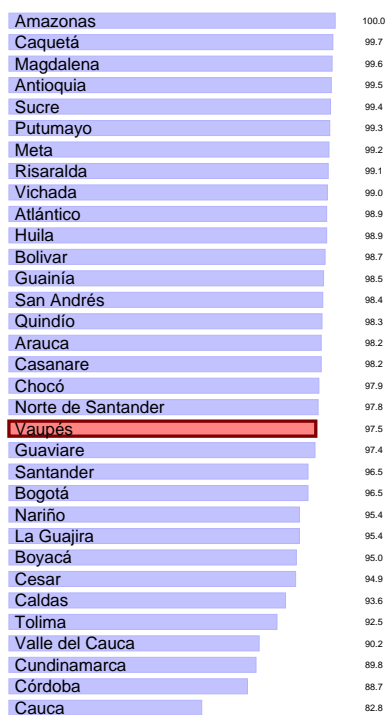 Amazonas 100.0
Caquetá 99.7
Magdalena 99.6
Antioquia 99.5
Sucre 99.4
Putumayo 99.3
Meta 99.2
Risaralda 99.1
Vichada 99.0
Atlántico 98.9
Huila 98.9
Bolivar 98.7
Guainía 98.5
San Andrés 98.4
Quindío 98.3
Arauca 98.2
Casanare 98.2
Chocó 97.9
Norte de Santander 97.8
Vaupés 97.5
Guaviare 97.4
Santander 96.5
Bogotá 96.5
Nariño 95.4
La Guajira 95.4
Boyacá 95.0
Cesar 94.9
Caldas 93.6
Tolima 92.5
Valle del Cauca 90.2
Cundinamarca 89.8
Córdoba 88.7
Cauca 82.8